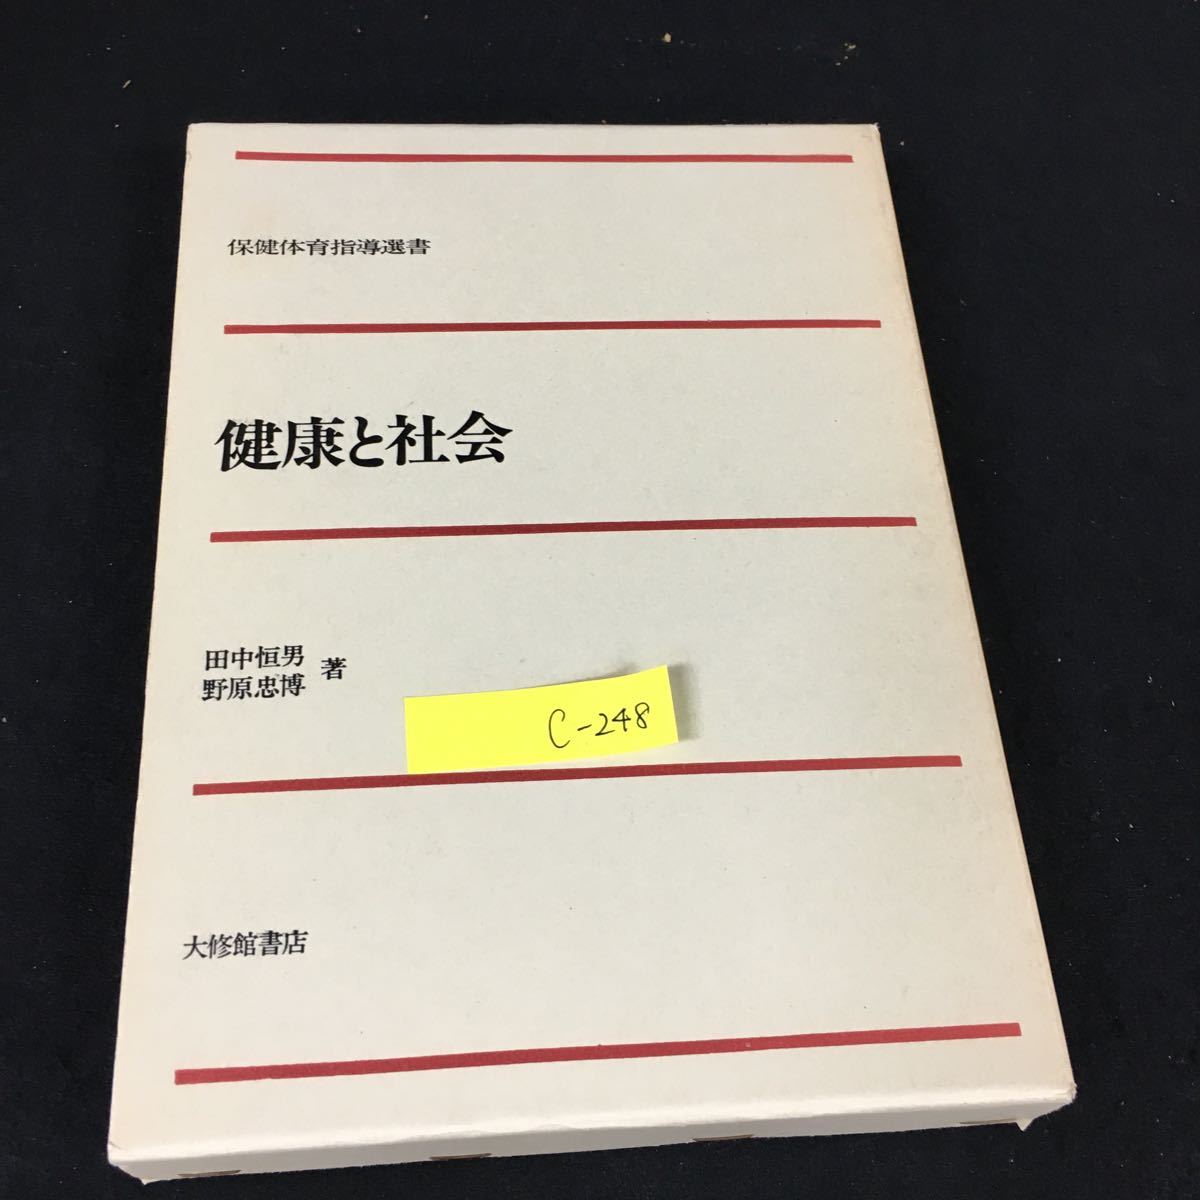 保健体育指導選書
健康と社会
田中恒男
野原忠博
著
C-248
大修館書店